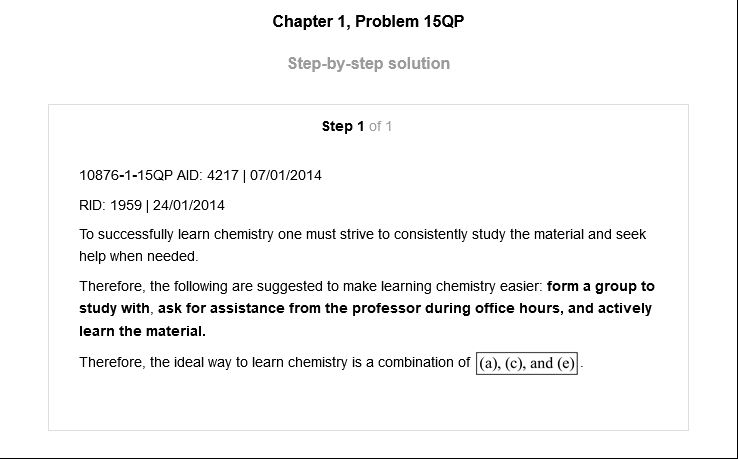 Chapter 1, Problem 15QP
Step-by-step solution
Step 1 of 1
10876-1-15QP AID: 4217 | 07/01/2014
RID: 1959 | 24/01/2014
To successfully learn chemistry one must strive to consistently study the material and seek
help when needed.
Therefore, the following are suggested to make learning chemistry easier: form a group to
study with, ask for assistance from the professor during office hours, and actively
learn the material.
Therefore, the ideal way to learn chemistry is a combination of (a), (c), and (e).